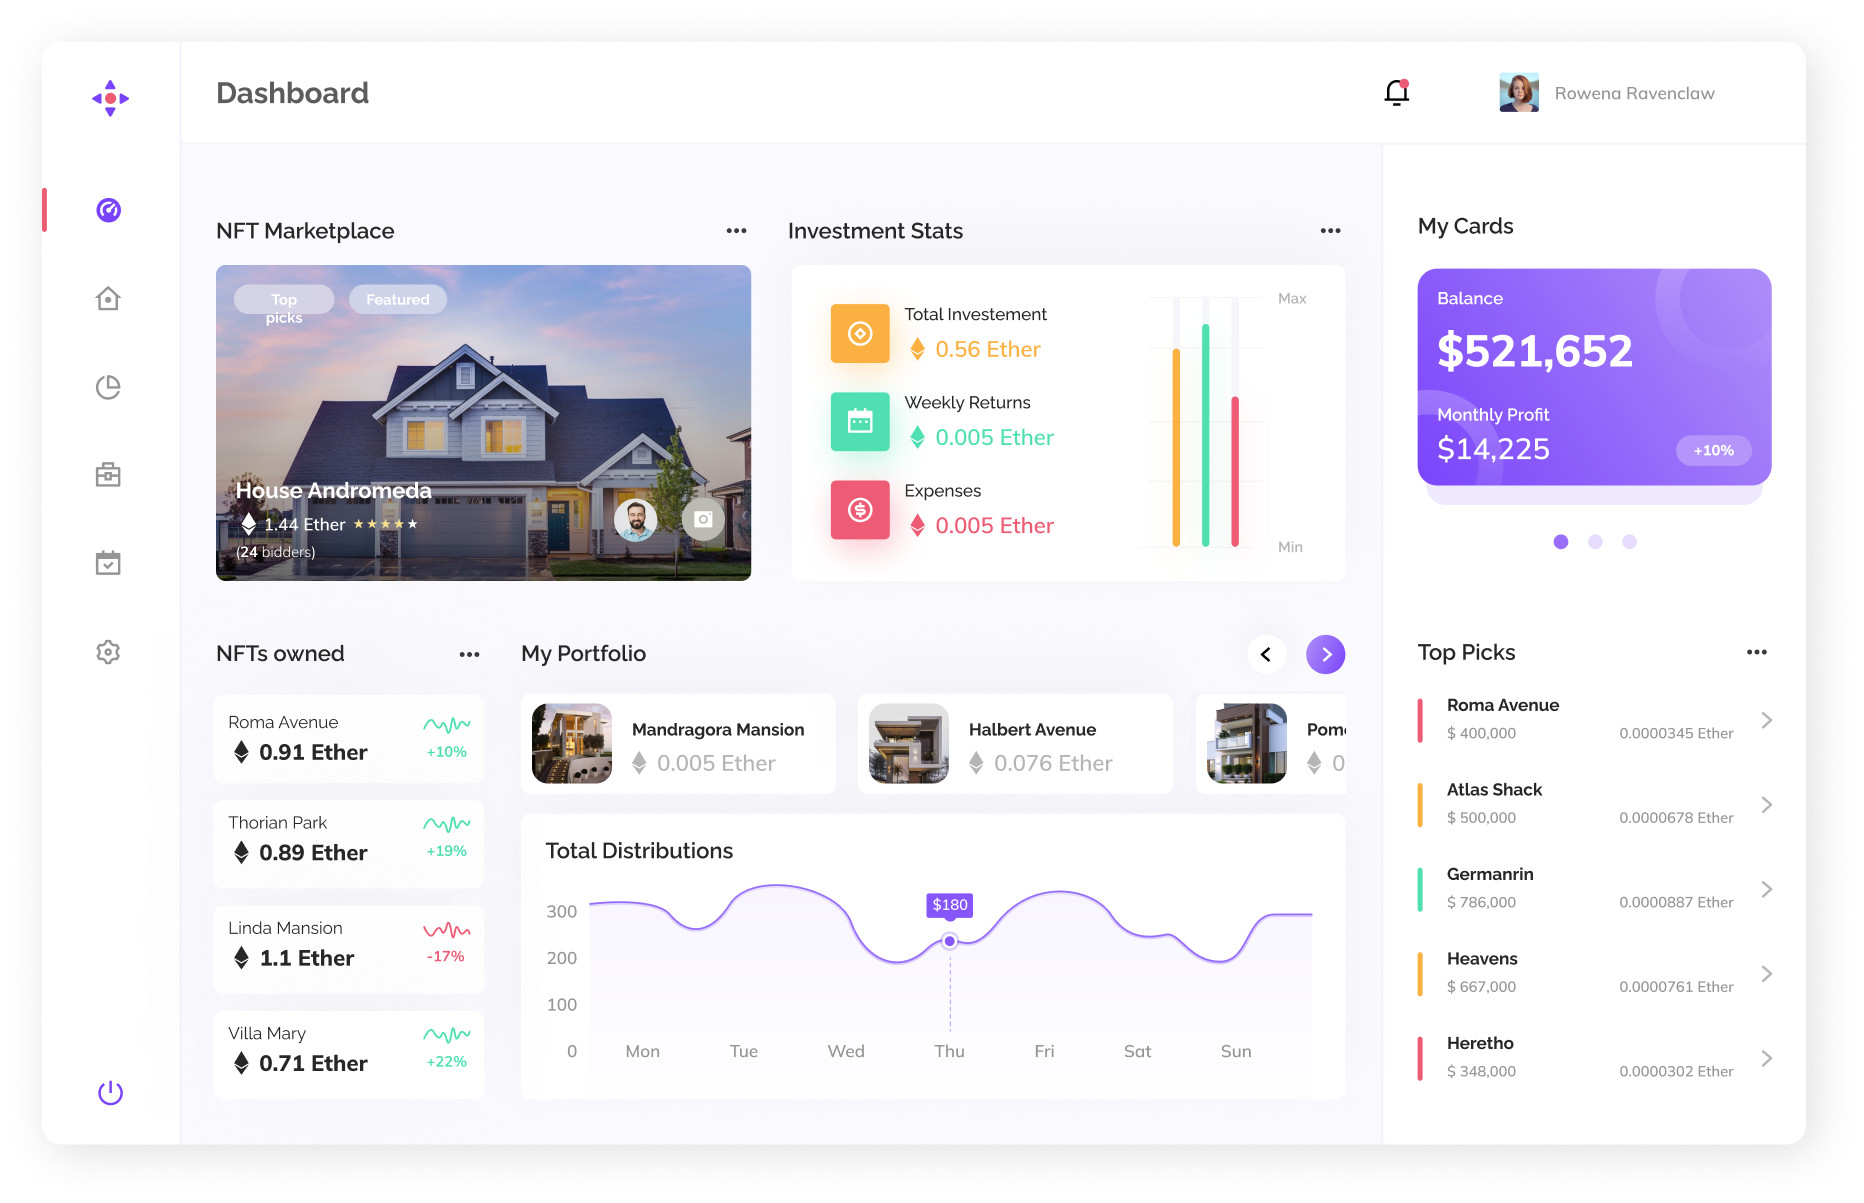 Dashboard
Rowena Ravenclaw
NFT Marketplace
Top
picks
Featured
House Andromeda
1.44 Ether
(24 bidders)
Investment Stats
Total Investement
0.56 Ether
Weekly Returns
0.005 Ether
Expenses
0.005 Ether
Max
Min
My Cards
Balance
$521,652
Monthly Profit
$14,225
+10%
NFTs owned
Roma Avenue
0.91 Ether
+10%
Thorian Park
0.89 Ether
+19%
Linda Mansion
1.1 Ether
-17%
Villa Mary
0.71 Ether
+22%
My Portfolio
Mandragora Mansion
0.005 Ether
Halbert Avenue
0.076 Ether
Pom
0
Total Distributions
300
200
100
0
$180
Mon Tue Wed Thu Fri Sat Sun
Top Picks
Roma Avenue
$ 400,000 0.0000345 Ether
Atlas Shack
$ 500,000 0.0000678 Ether
Germanrin
$ 786,000 0.0000887 Ether
Heavens
$ 667,000 0.0000761 Ether
Heretho
$ 348,000 0.0000302 Ether